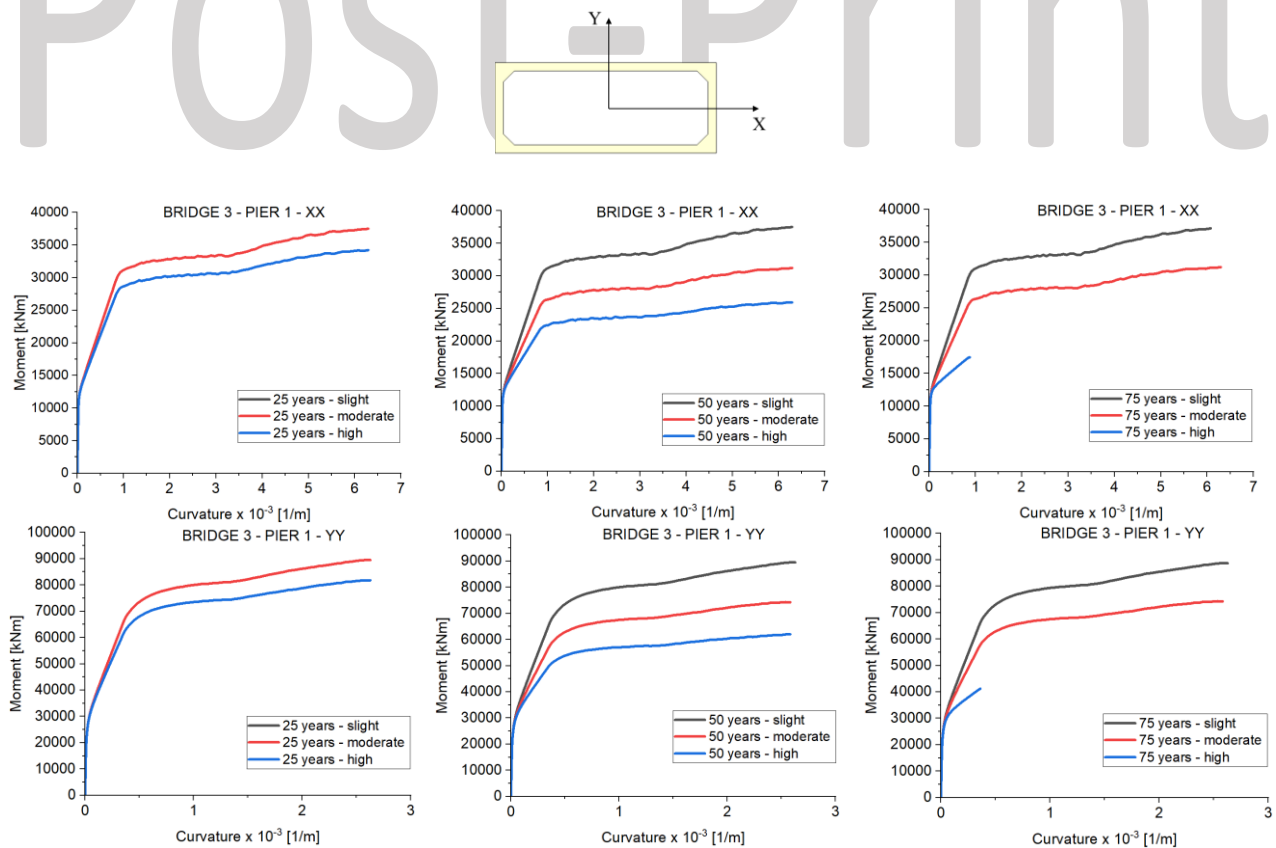 Post-Print
Y
X
BRIDGE 3 - PIER 1 - XX
Moment [kNm]
40000
35000
30000
25000
20000
15000
10000
5000
0
25 years - slight
25 years - moderate
25 years - high
0 1 2 3 4 5 6 7
Curvature x 10⁻³ [1/m]
BRIDGE 3 - PIER 1 - XX
Moment [kNm]
40000
35000
30000
25000
20000
15000
10000
5000
0
50 years - slight
50 years - moderate
50 years - high
0 1 2 3 4 5 6 7
Curvature x 10⁻³ [1/m]
BRIDGE 3 - PIER 1 - XX
Moment [kNm]
40000
35000
30000
25000
20000
15000
10000
5000
0
75 years - slight
75 years - moderate
75 years - high
0 1 2 3 4 5 6 7
Curvature x 10⁻³ [1/m]
BRIDGE 3 - PIER 1 - YY
Moment [kNm]
100000
90000
80000
70000
60000
50000
40000
30000
20000
10000
0
25 years - slight
25 years - moderate
25 years - high
0 1 2 3
Curvature x 10⁻³ [1/m]
BRIDGE 3 - PIER 1 - YY
Moment [kNm]
100000
90000
80000
70000
60000
50000
40000
30000
20000
10000
0
50 years - slight
50 years - moderate
50 years - high
0 1 2 3
Curvature x 10⁻³ [1/m]
BRIDGE 3 - PIER 1 - YY
Moment [kNm]
100000
90000
80000
70000
60000
50000
40000
30000
20000
10000
0
75 years - slight
75 years - moderate
75 years - high
0 1 2 3
Curvature x 10⁻³ [1/m]